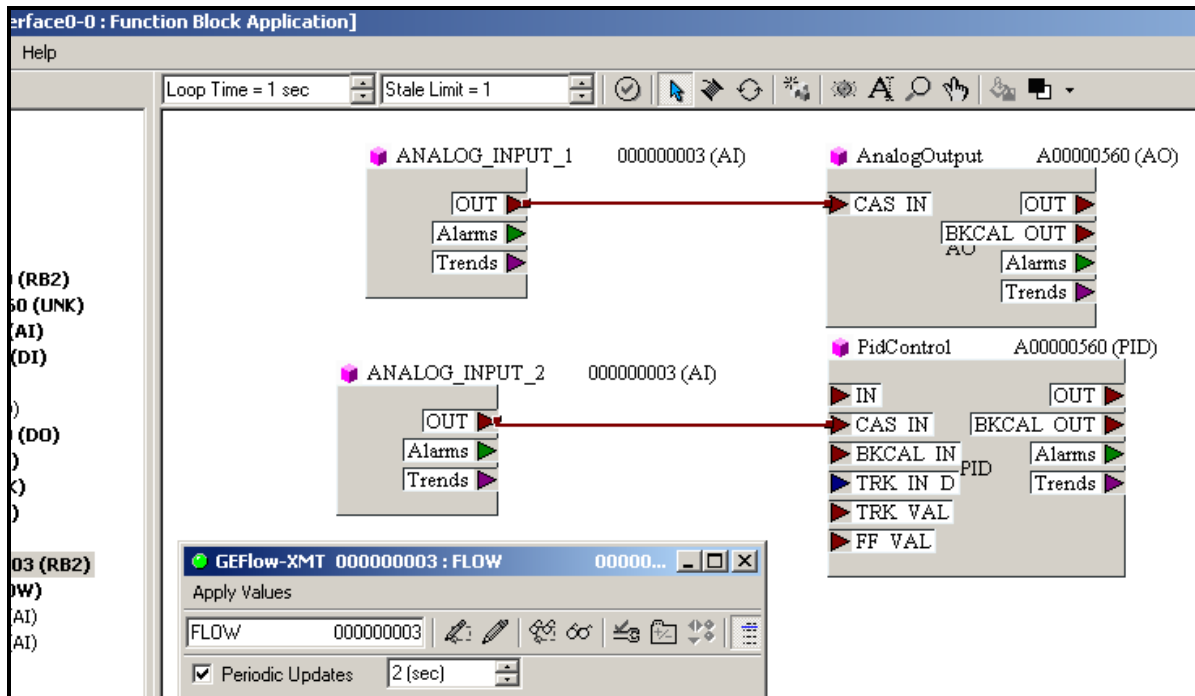 erface0-0 : Function Block Application]
Help
Loop Time = 1 sec
Stale Limit = 1
(RB2)
60 (UNK)
(AI)
(DI)
)
(DO)
)
)
)
03 (RB2)
OW)
(AI)
(AI)
ANALOG_INPUT_1 000000003 (AI)
OUT
Alarms
Trends
AnalogOutput A00000560 (AO)
CAS IN
OUT
BKCAL OUT
AO
Alarms
Trends
ANALOG_INPUT_2 000000003 (AI)
OUT
Alarms
Trends
PidControl A00000560 (PID)
IN
CAS IN
BKCAL IN
TRK IN D
TRK VAL
FF VAL
OUT
BKCAL OUT
PID
Alarms
Trends
GEFlow-XMT 000000003 : FLOW 00000...
Apply Values
FLOW 000000003
Periodic Updates 2 (sec)